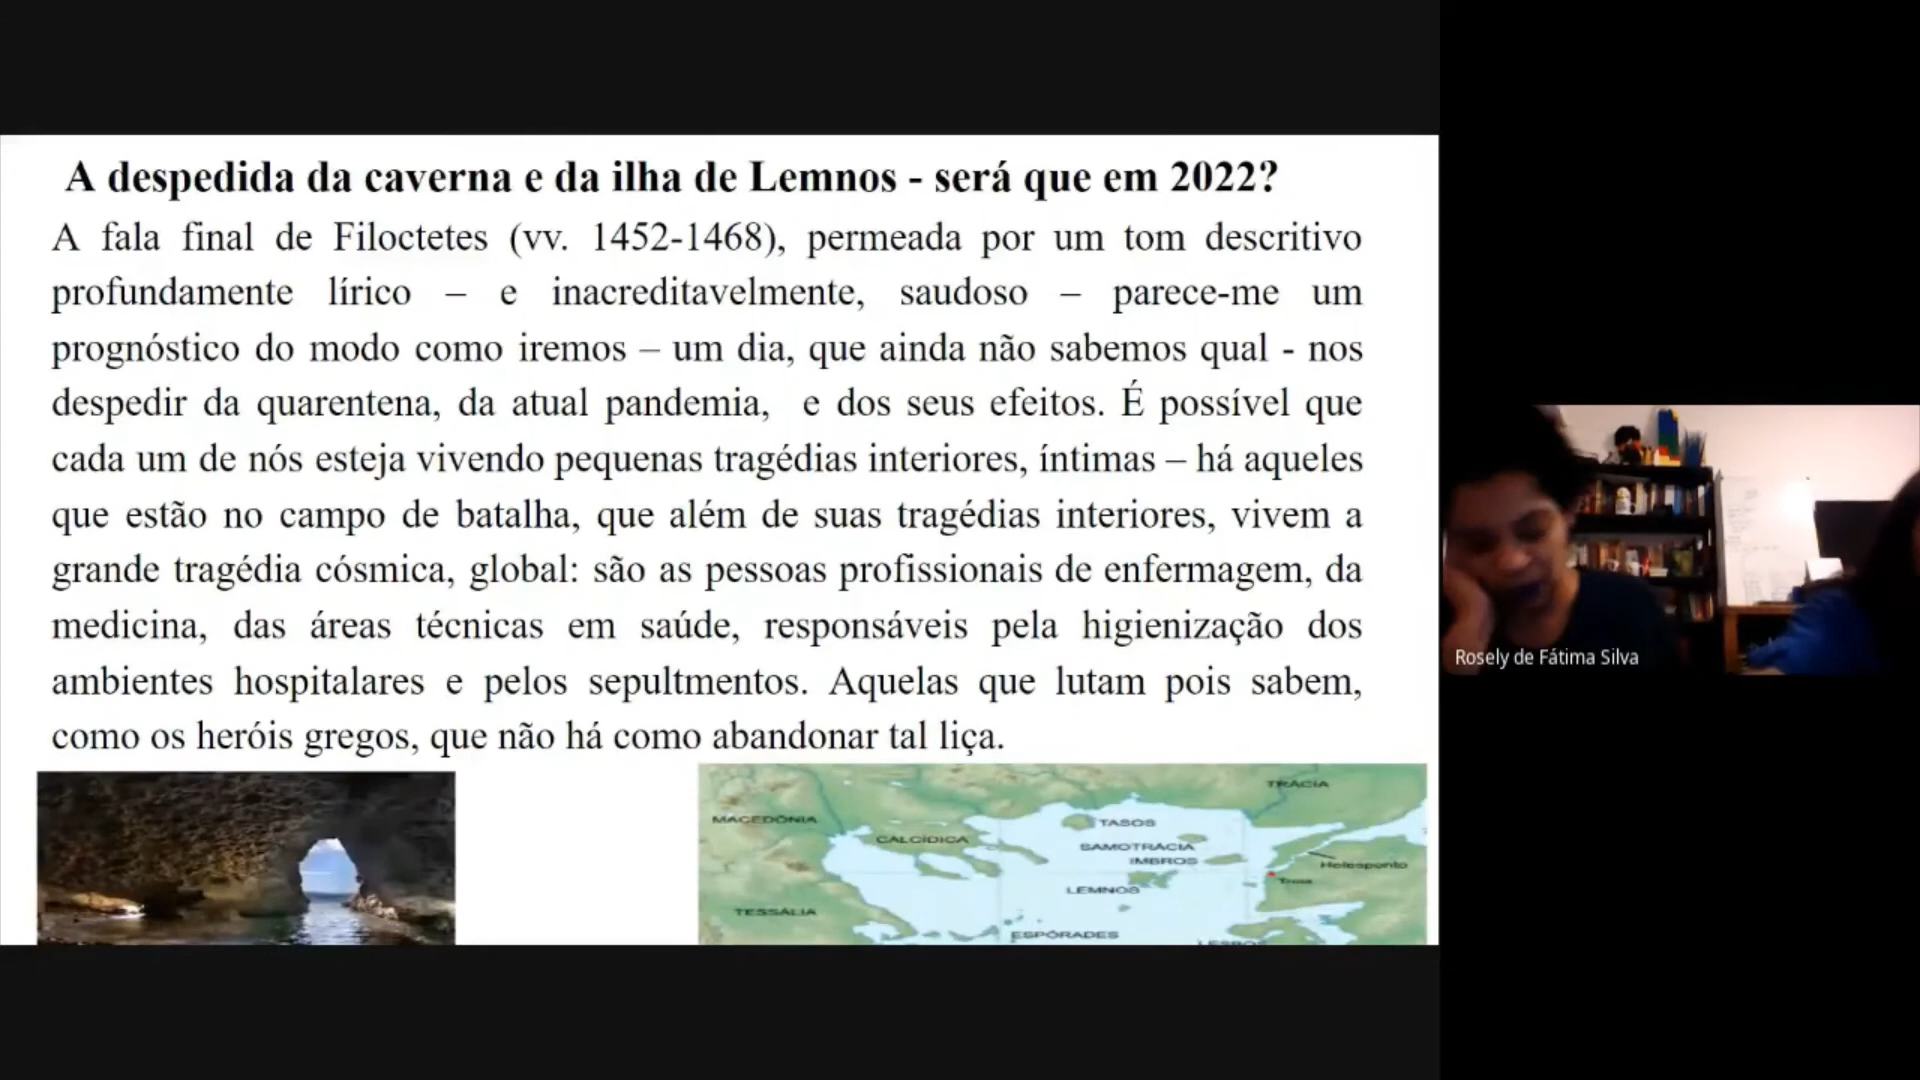 A despedida da caverna e da ilha de Lemnos - será que em 2022?
A fala final de Filoctetes (vv. 1452-1468), permeada por um tom descritivo
profundamente lírico – e inacreditavelmente, saudoso – parece-me um
prognóstico do modo como iremos – um dia, que ainda não sabemos qual - nos
despedir da quarentena, da atual pandemia, e dos seus efeitos. É possível que
cada um de nós esteja vivendo pequenas tragédias interiores, íntimas – há aqueles
que estão no campo de batalha, que além de suas tragédias interiores, vivem a
grande tragédia cósmica, global: são as pessoas profissionais de enfermagem, da
medicina, das áreas técnicas em saúde, responsáveis pela higienização dos
ambientes hospitalares e pelos sepultmentos. Aquelas que lutam pois sabem,
como os heróis gregos, que não há como abandonar tal liça.
TRÁCIA
MACEDÔNIA
TASOS
CALCÍDICA
SAMOTRÁCIA
IMBROS
Helesponto
Troia
LEMNOS
TESSÁLIA
ESPÓRADES
LESBOS
Rosely de Fátima Silva